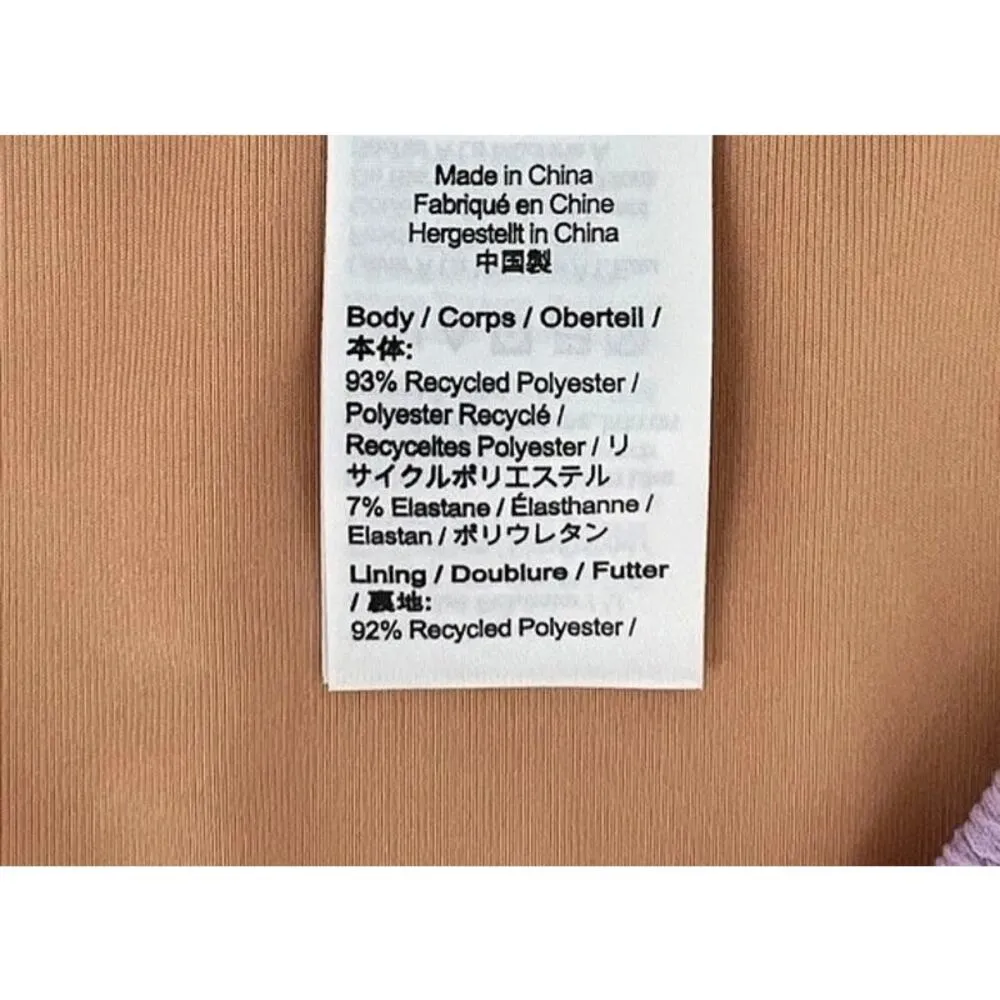 Made in China
Fabriqué en Chine
Hergestellt in China
中国製
Body / Corps / Oberteil /
本体:
93% Recycled Polyester /
Polyester Recyclé /
Recyceltes Polyester / リ
サイクルポリエステル
7% Elastane / Élasthanne /
Elastan / ポリウレタン
Lining / Doublure / Futter
/ 裏地:
92% Recycled Polyester /